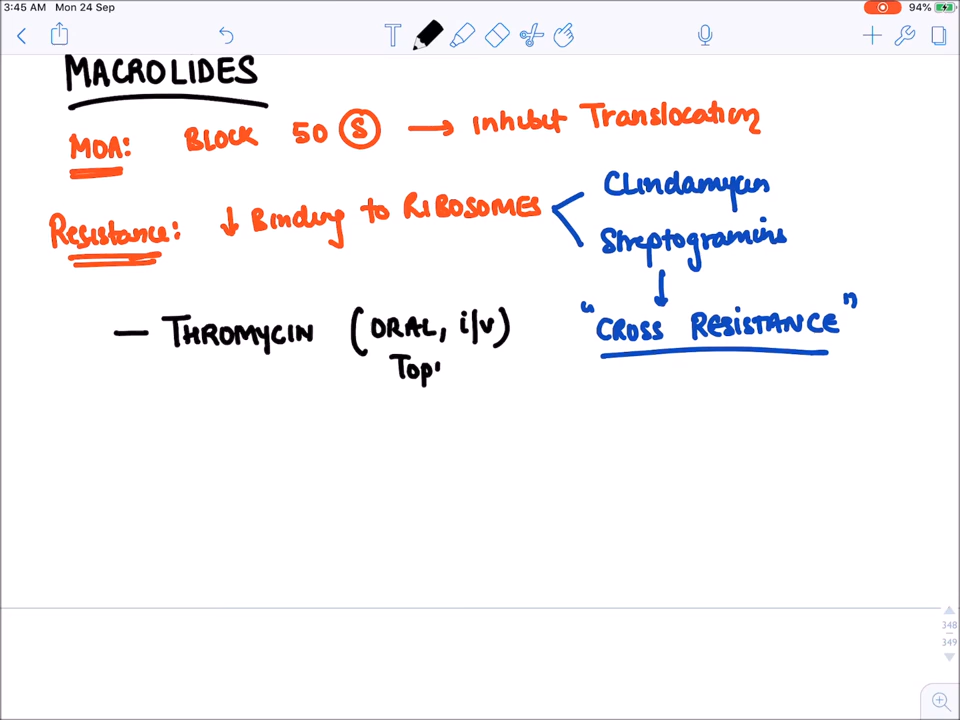 3:45 AM Mon 24 Sep 94%
MACROLIDES
MOA: BLOCK 50 S → Inhibit Translocation
Resistance: ↓ Binding to RIBOSOMES
CLindamycin
Streptogramins
↓
"CROSS RESISTANCE"
— THROMYCIN (ORAL, i/v)
Top
348
349